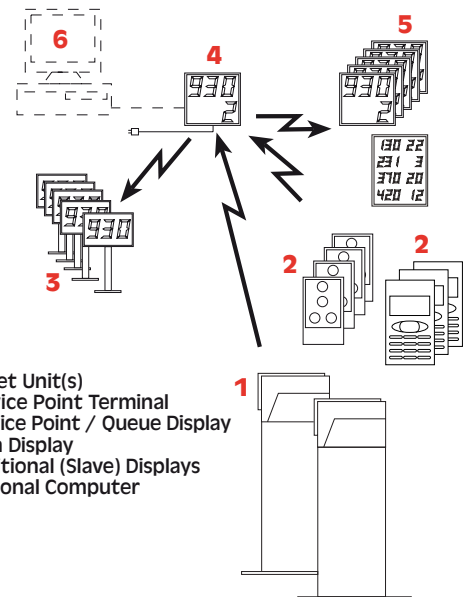 6
4
5
930
2
930
2
130 22
231 3
370 20
420 12
930
3
2
2
1
et Unit(s)
ice Point Terminal
ice Point / Queue Display
n Display
tional (Slave) Displays
onal Computer